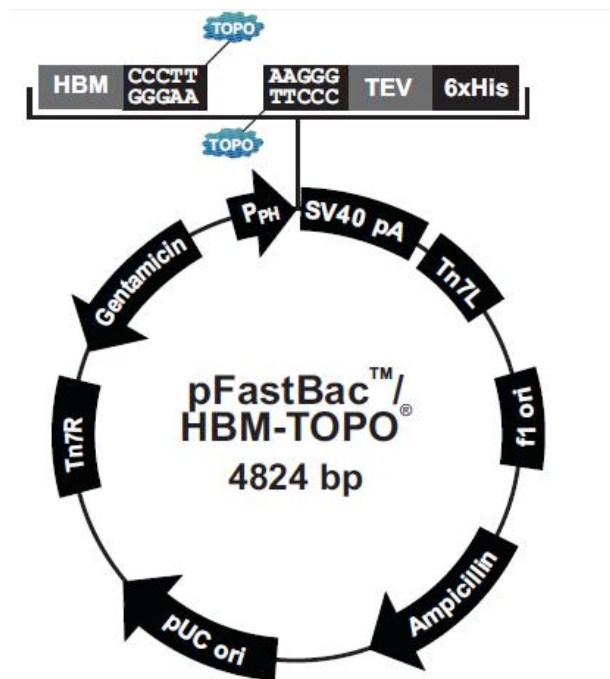 TOPO
HBM CCCTT AAGGG TEV 6xHis
GGGAA TTCCC
TOPO
PPH SV40 pA
Gentamicin Tn7L
pFastBac™/
HBM-TOPO®
4824 bp
Tn7R f1 ori
pUC ori Ampicillin